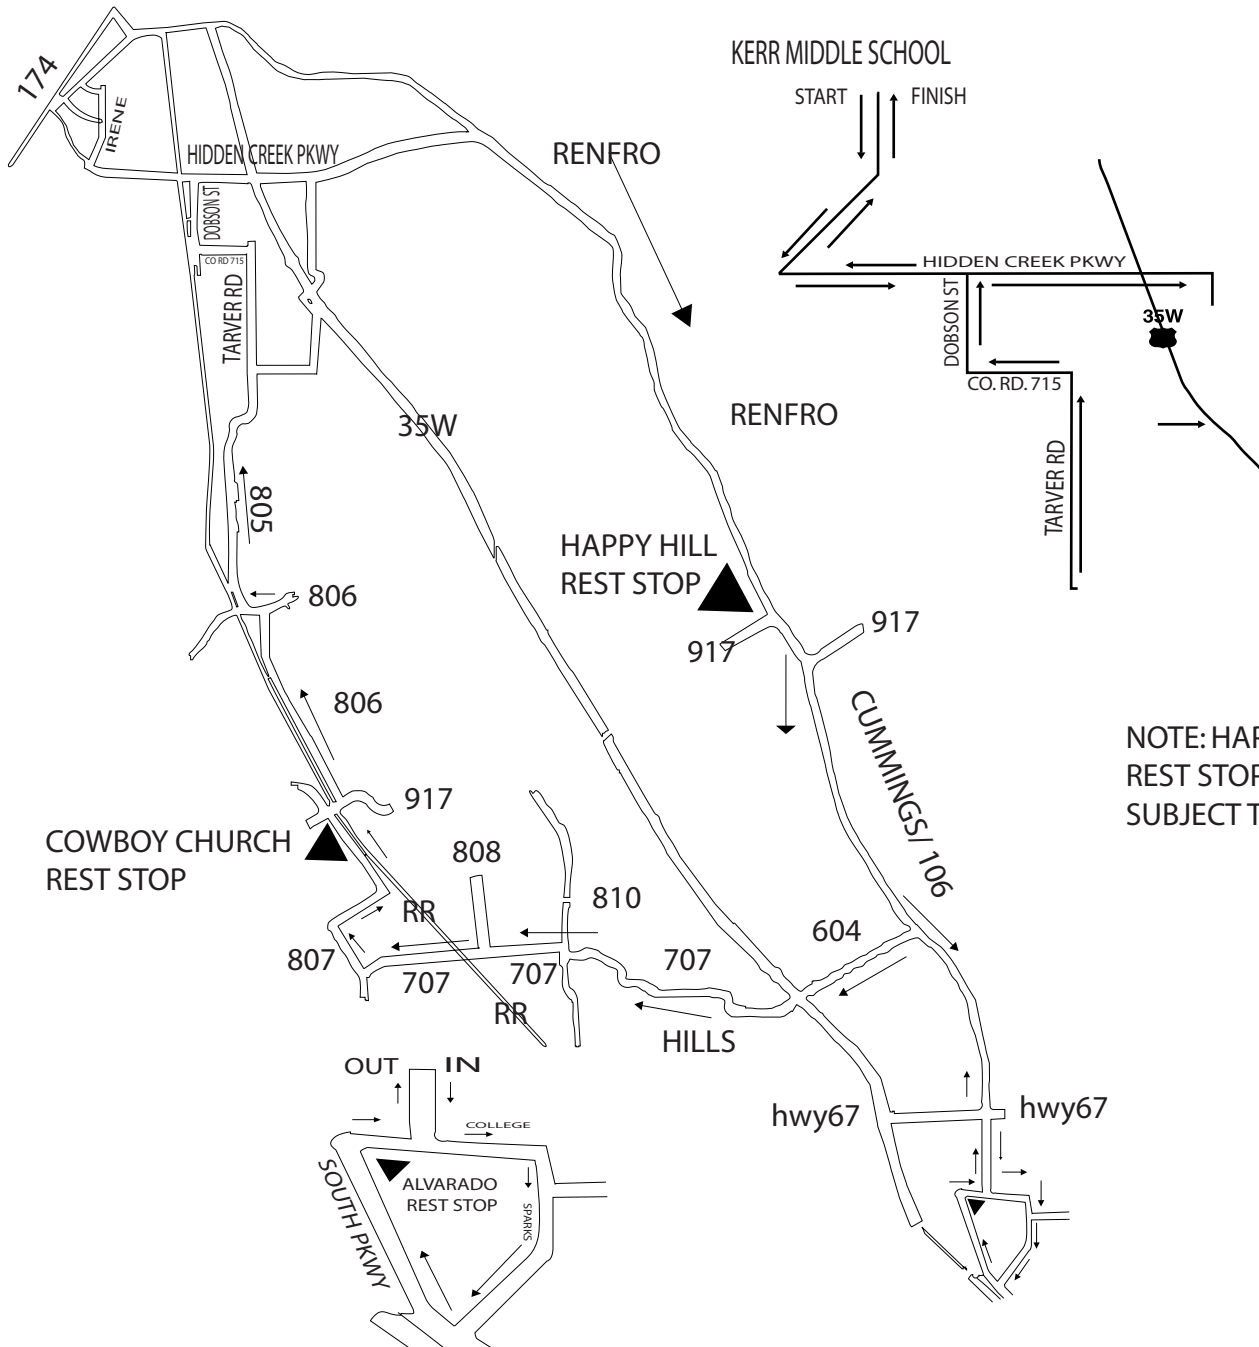 KERR MIDDLE SCHOOL
START
FINISH
174
IRENE
HIDDEN CREEK PKWY
RENFRO
DOBSON ST
CO RD 715
TARVER RD
HIDDEN CREEK PKWY
35W
DOBSON ST
CO. RD. 715
TARVER RD
35W
RENFRO
805
HAPPY HILL
REST STOP
806
917
917
806
CUMMINGS/ 106
NOTE: HAP
REST STOP
SUBJECT T
917
COWBOY CHURCH
REST STOP
808
810
RR
604
807
707
707
707
RR
HILLS
OUT
IN
hwy67
hwy67
COLLEGE
SOUTH PKWY
ALVARADO
REST STOP
SPARKS